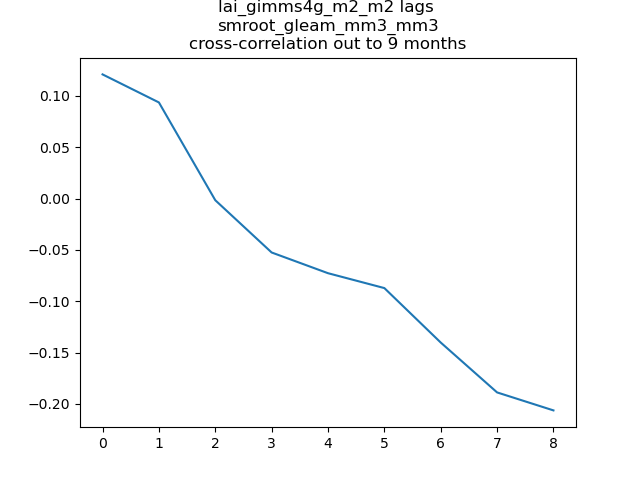 lai_gimms4g_m2_m2 lags
smroot_gleam_mm3_mm3
cross-correlation out to 9 months
0.10
0.05
0.00
−0.05
−0.10
−0.15
−0.20
0 1 2 3 4 5 6 7 8